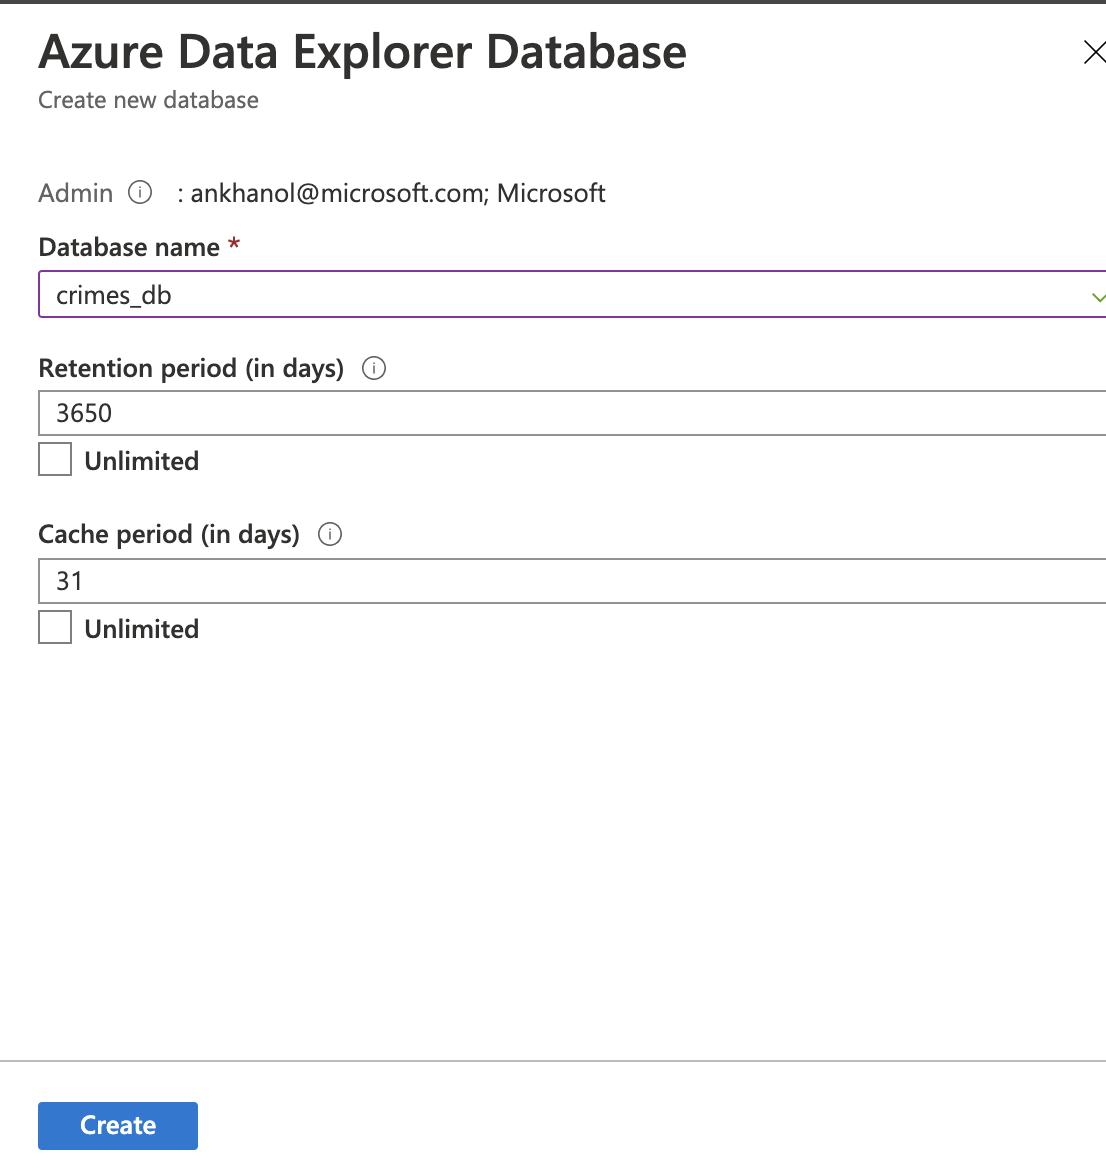 Azure Data Explorer Database
Create new database
Admin : ankhanol@microsoft.com; Microsoft
Database name *
crimes_db
Retention period (in days)
3650
Unlimited
Cache period (in days)
31
Unlimited
Create